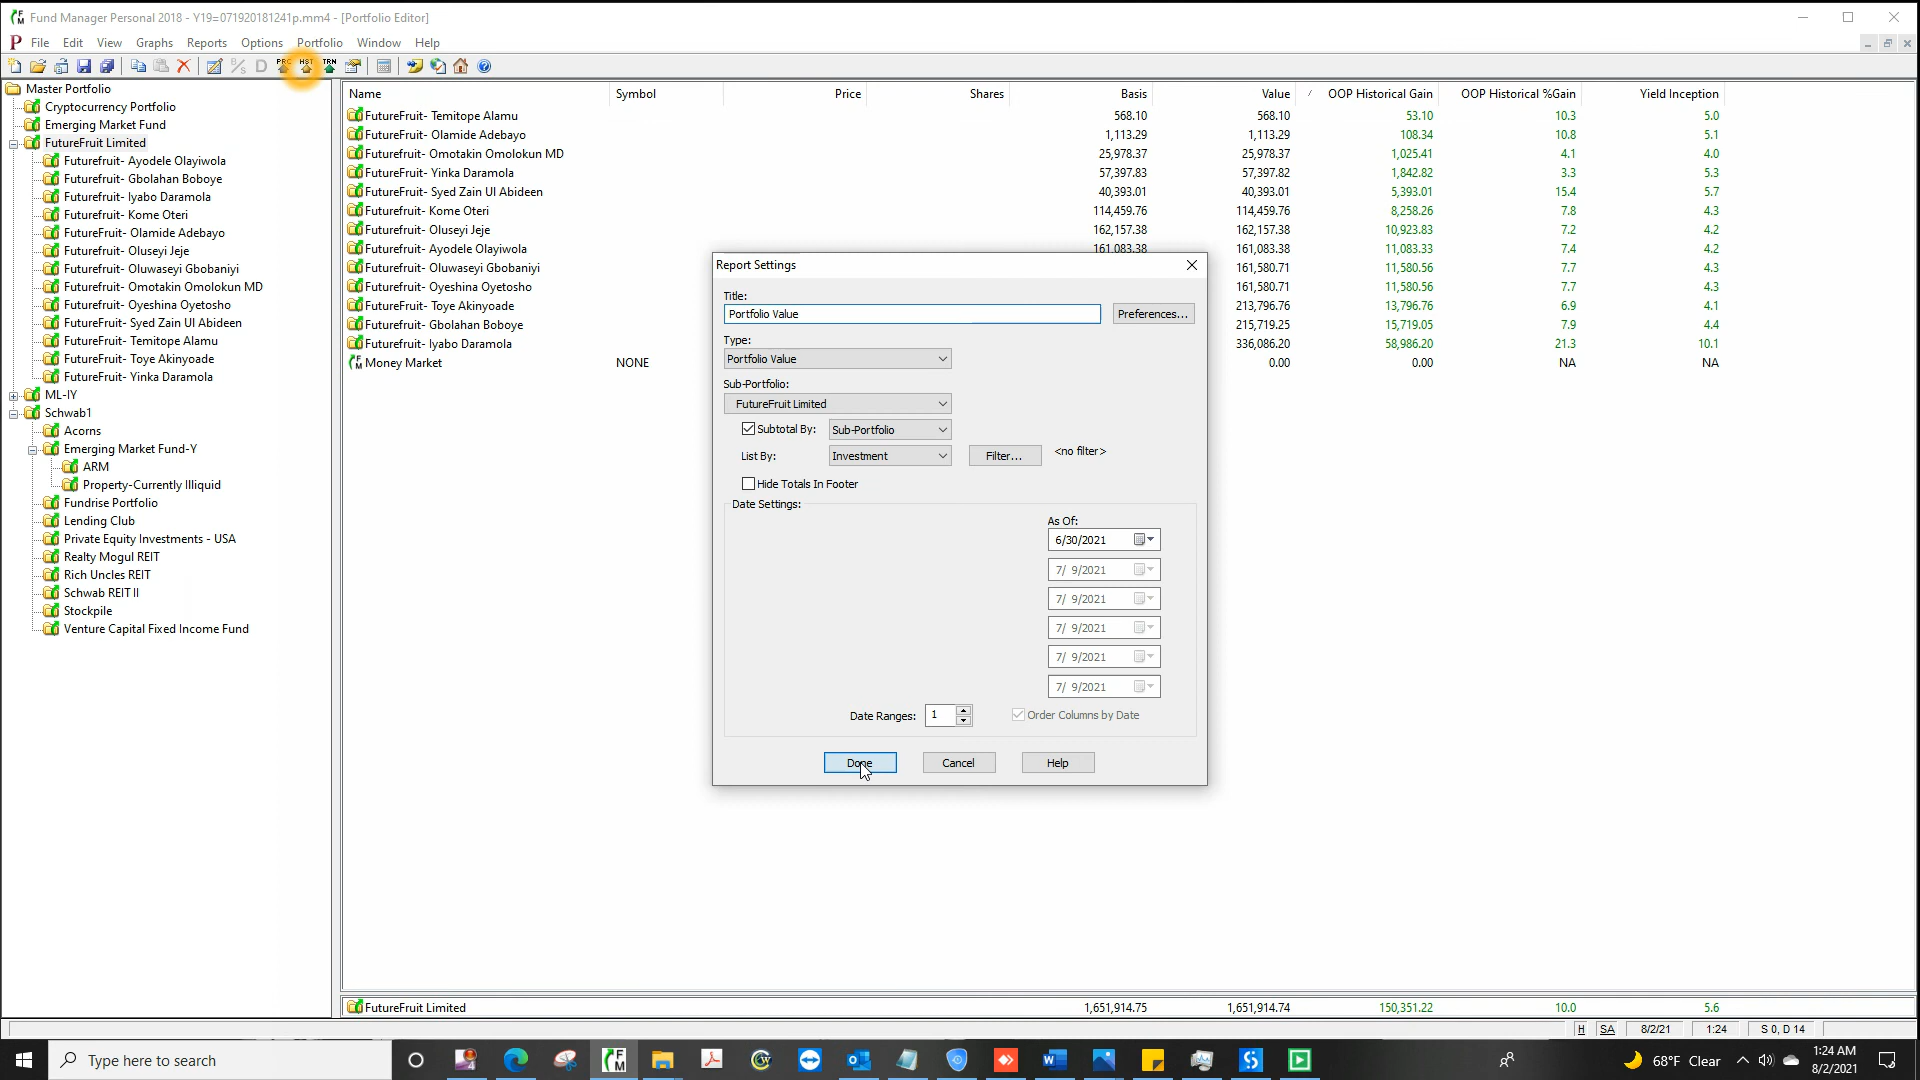 Fund Manager Personal 2018 - Y19=071920181241p.mm4 - [Portfolio Editor]
File Edit View Graphs Reports Options Portfolio Window Help
B/S D PRC HST TRN
Master Portfolio
Cryptocurrency Portfolio
Emerging Market Fund
FutureFruit Limited
Futurefruit- Ayodele Olayiwola
Futurefruit- Gbolahan Boboye
Futurefruit- Iyabo Daramola
Futurefruit- Kome Oteri
FutureFruit- Olamide Adebayo
Futurefruit- Oluseyi Jeje
Futurefruit- Oluwaseyi Gbobaniyi
Futurefruit- Omotakin Omolokun MD
Futurefruit- Oyeshina Oyetosho
FutureFruit- Syed Zain Ul Abideen
FutureFruit- Temitope Alamu
FutureFruit- Toye Akinyoade
FutureFruit- Yinka Daramola
ML-IY
Schwab1
Acorns
Emerging Market Fund-Y
ARM
Property-Currently Illiquid
Fundrise Portfolio
Lending Club
Private Equity Investments - USA
Realty Mogul REIT
Rich Uncles REIT
Schwab REIT II
Stockpile
Venture Capital Fixed Income Fund
Name Symbol Price Shares Basis Value / OOP Historical Gain OOP Historical %Gain Yield Inception
FutureFruit- Temitope Alamu 568.10 568.10 53.10 10.3 5.0
FutureFruit- Olamide Adebayo 1,113.29 1,113.29 108.34 10.8 5.1
Futurefruit- Omotakin Omolokun MD 25,978.37 25,978.37 1,025.41 4.1 4.0
FutureFruit- Yinka Daramola 57,397.83 57,397.82 1,842.82 3.3 5.3
FutureFruit- Syed Zain Ul Abideen 40,393.01 40,393.01 5,393.01 15.4 5.7
Futurefruit- Kome Oteri 114,459.76 114,459.76 8,258.26 7.8 4.3
Futurefruit- Oluseyi Jeje 162,157.38 162,157.38 10,923.83 7.2 4.2
Futurefruit- Ayodele Olayiwola 161,083.38 161,083.38 11,083.33 7.4 4.2
Futurefruit- Oluwaseyi Gbobaniyi 161,580.71 11,580.56 7.7 4.3
Futurefruit- Oyeshina Oyetosho 161,580.71 11,580.56 7.7 4.3
FutureFruit- Toye Akinyoade 213,796.76 13,796.76 6.9 4.1
FutureFruit- Gbolahan Boboye 215,719.25 15,719.05 7.9 4.4
Futurefruit- Iyabo Daramola 336,086.20 58,986.20 21.3 10.1
Money Market NONE 0.00 0.00 NA NA
Report Settings
Title:
Portfolio Value Preferences...
Type:
Portfolio Value
Sub-Portfolio:
FutureFruit Limited
Subtotal By: Sub-Portfolio
List By: Investment Filter... <no filter>
Hide Totals In Footer
Date Settings:
As Of:
6/30/2021
7/ 9/2021
7/ 9/2021
7/ 9/2021
7/ 9/2021
7/ 9/2021
Date Ranges: 1 Order Columns by Date
Done Cancel Help
FutureFruit Limited 1,651,914.75 1,651,914.74 150,351.22 10.0 5.6
H SA 8/2/21 1:24 S 0, D 14
Type here to search
68°F Clear
1:24 AM
8/2/2021